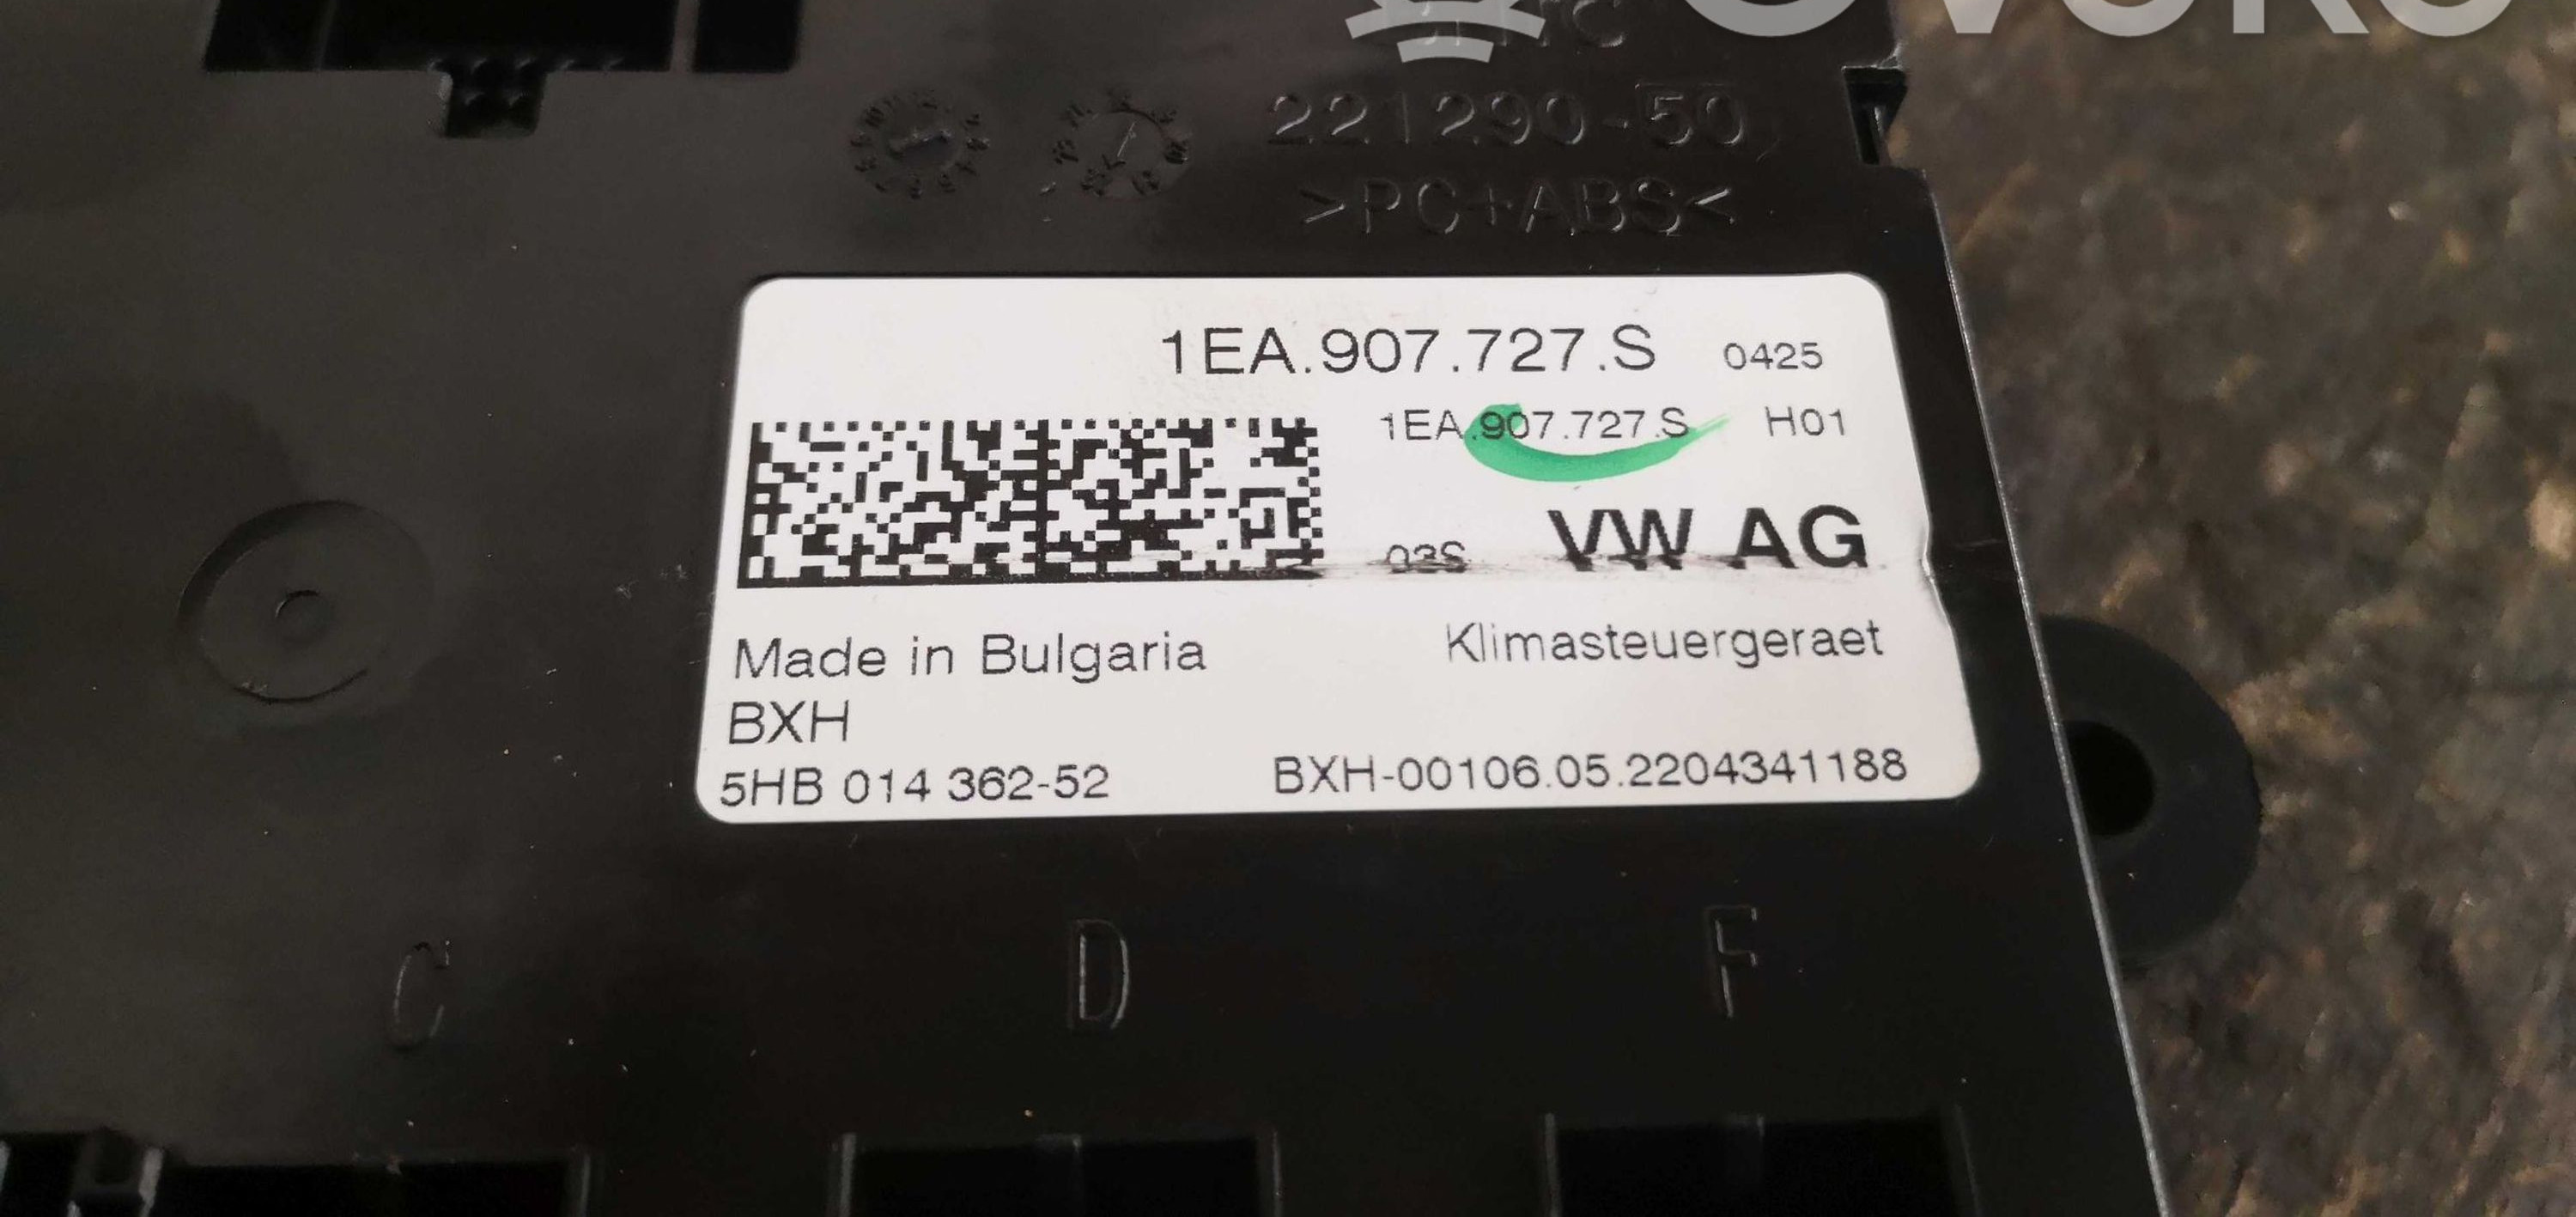 221290-50
>PC+ABS<
1EA.907.727.S 0425
1EA.907.727.S H01
03S VW AG
Made in Bulgaria Klimasteuergeraet
BXH
5HB 014 362-52 BXH-00106.05.2204341188
C D F